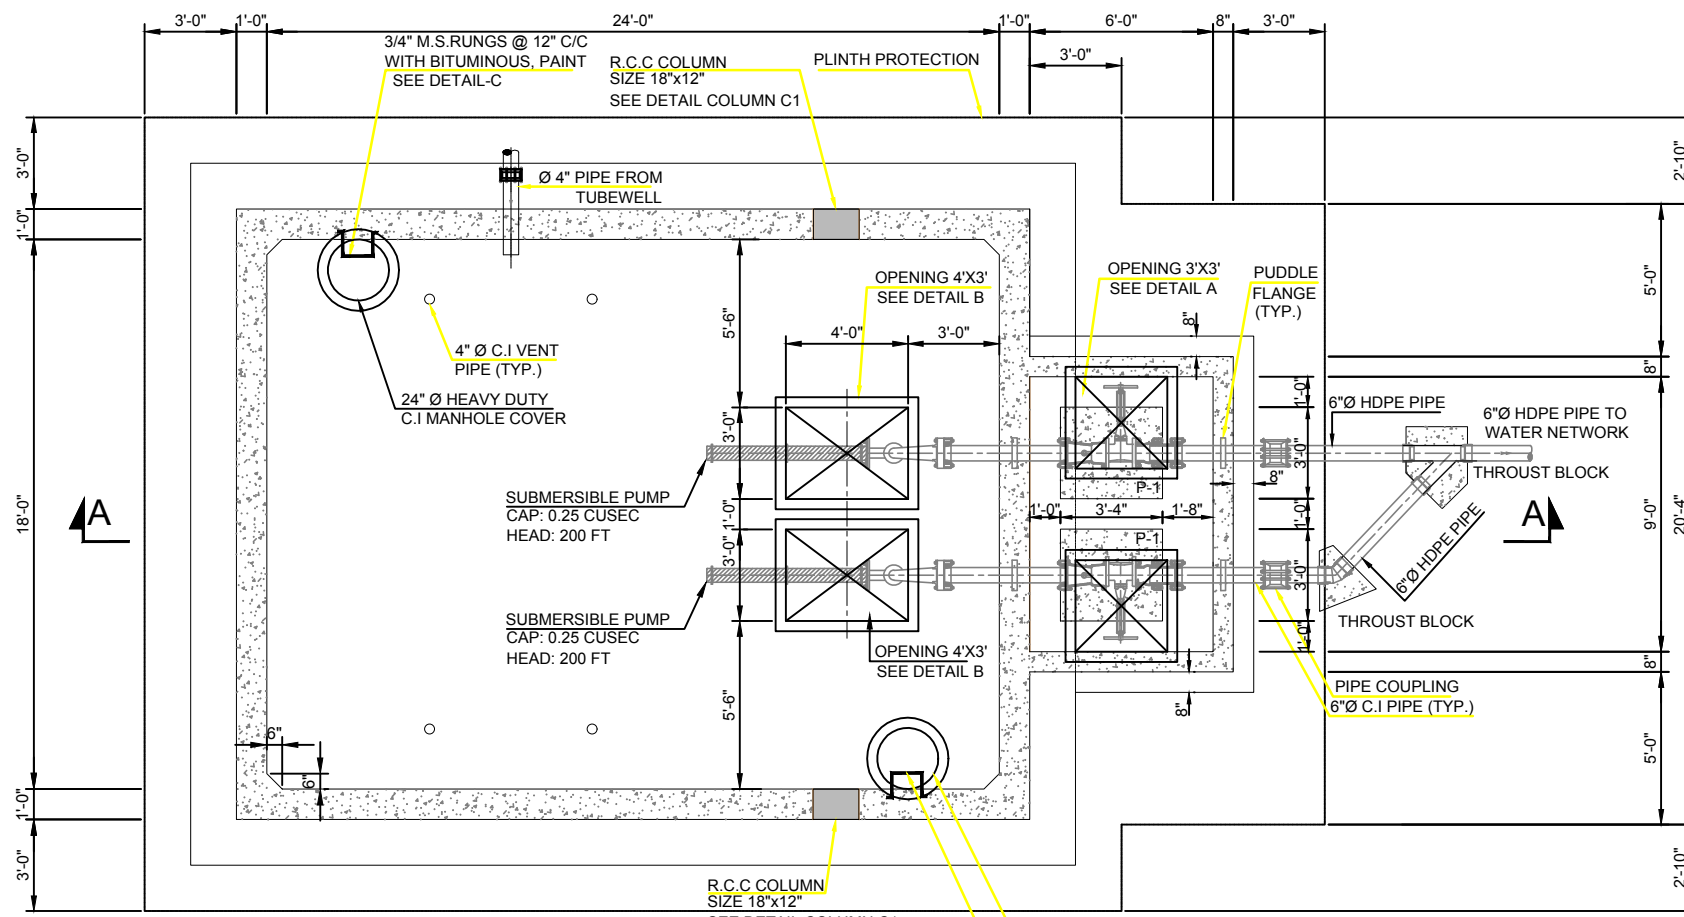 3'-0"
1'-0"
24'-0"
1'-0"
6'-0"
8"
3'-0"
3/4" M.S.RUNGS @ 12" C/C
WITH BITUMINOUS, PAINT
SEE DETAIL-C
R.C.C COLUMN
SIZE 18"x12"
SEE DETAIL COLUMN C1
PLINTH PROTECTION
3'-0"
3'-0"
1'-0"
18'-0"
1'-0"
3'-0"
Ø 4" PIPE FROM
TUBEWELL
4" Ø C.I VENT
PIPE (TYP.)
24" Ø HEAVY DUTY
C.I MANHOLE COVER
OPENING 4'X3'
SEE DETAIL B
4'-0"
3'-0"
5'-6"
3'-0"
1'-0"
3'-0"
5'-6"
OPENING 3'X3'
SEE DETAIL A
PUDDLE
FLANGE
(TYP.)
8"
SUBMERSIBLE PUMP
CAP: 0.25 CUSEC
HEAD: 200 FT
SUBMERSIBLE PUMP
CAP: 0.25 CUSEC
HEAD: 200 FT
OPENING 4'X3'
SEE DETAIL B
P-1
1'-0"
3'-4"
1'-8"
P-1
1'-0"
3'-0"
1'-0"
3'-0"
1'-0"
8"
8"
6"Ø HDPE PIPE
6"Ø HDPE PIPE TO
WATER NETWORK
THROUST BLOCK
6"Ø HDPE PIPE
THROUST BLOCK
PIPE COUPLING
6"Ø C.I PIPE (TYP.)
A
A
2'-10"
5'-0"
8"
9'-0"
20'-4"
8"
5'-0"
2'-10"
6"
6"
R.C.C COLUMN
SIZE 18"x12"
SEE DETAIL COLUMN C1